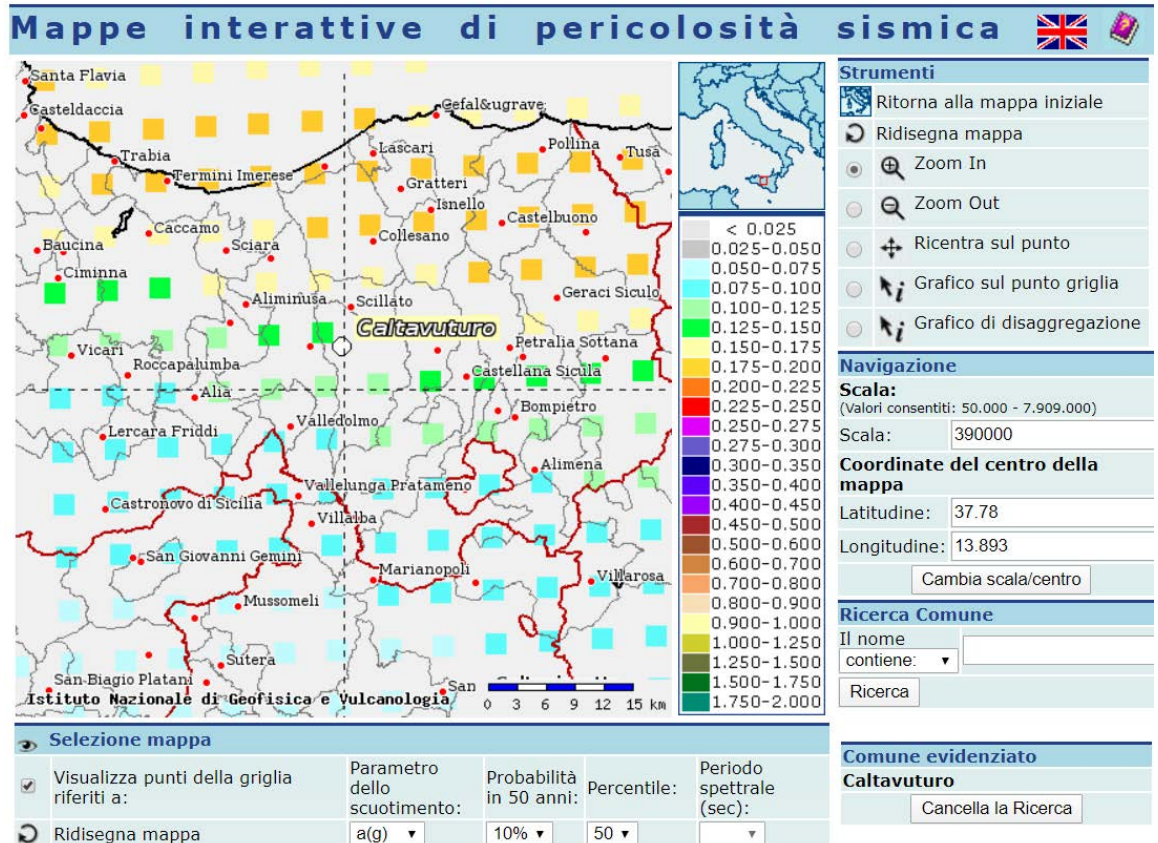 Mappe interattive di pericolosità sismica
Santa Flavia
Casteldaccia
Cefal&ugrave;
Trabia
Termini Imerese
Lascari
Pollina
Tusa
Gratteri
Isnello
Castelbuono
Caccamo
Baucina
Sciara
Collesano
Ciminna
Aliminusa
Scillato
Geraci Siculo
Caltavuturo
Vicari
Petralia Sottana
Roccapalumba
Castellana Sicula
Alia
Bompietro
Valledolmo
Lercara Friddi
Alimena
Vallelunga Pratameno
Castronovo di Sicilia
Villalba
San Giovanni Gemini
Marianopoli
Villarosa
Mussomeli
Sutera
San Biagio Platani
San
Istituto Nazionale di Geofisica e Vulcanologia
0 3 6 9 12 15 km
< 0.025
0.025-0.050
0.050-0.075
0.075-0.100
0.100-0.125
0.125-0.150
0.150-0.175
0.175-0.200
0.200-0.225
0.225-0.250
0.250-0.275
0.275-0.300
0.300-0.350
0.350-0.400
0.400-0.450
0.450-0.500
0.500-0.600
0.600-0.700
0.700-0.800
0.800-0.900
0.900-1.000
1.000-1.250
1.250-1.500
1.500-1.750
1.750-2.000
Strumenti
Ritorna alla mappa iniziale
Ridisegna mappa
Zoom In
Zoom Out
Ricentra sul punto
Grafico sul punto griglia
Grafico di disaggregazione
Navigazione
Scala:
(Valori consentiti: 50.000 - 7.909.000)
Scala: 390000
Coordinate del centro della
mappa
Latitudine: 37.78
Longitudine: 13.893
Cambia scala/centro
Ricerca Comune
Il nome
contiene:
Ricerca
Comune evidenziato
Caltavuturo
Cancella la Ricerca
Selezione mappa
Visualizza punti della griglia
riferiti a:
Parametro
dello
scuotimento:
Probabilità
in 50 anni:
Percentile:
Periodo
spettrale
(sec):
Ridisegna mappa
a(g)
10%
50